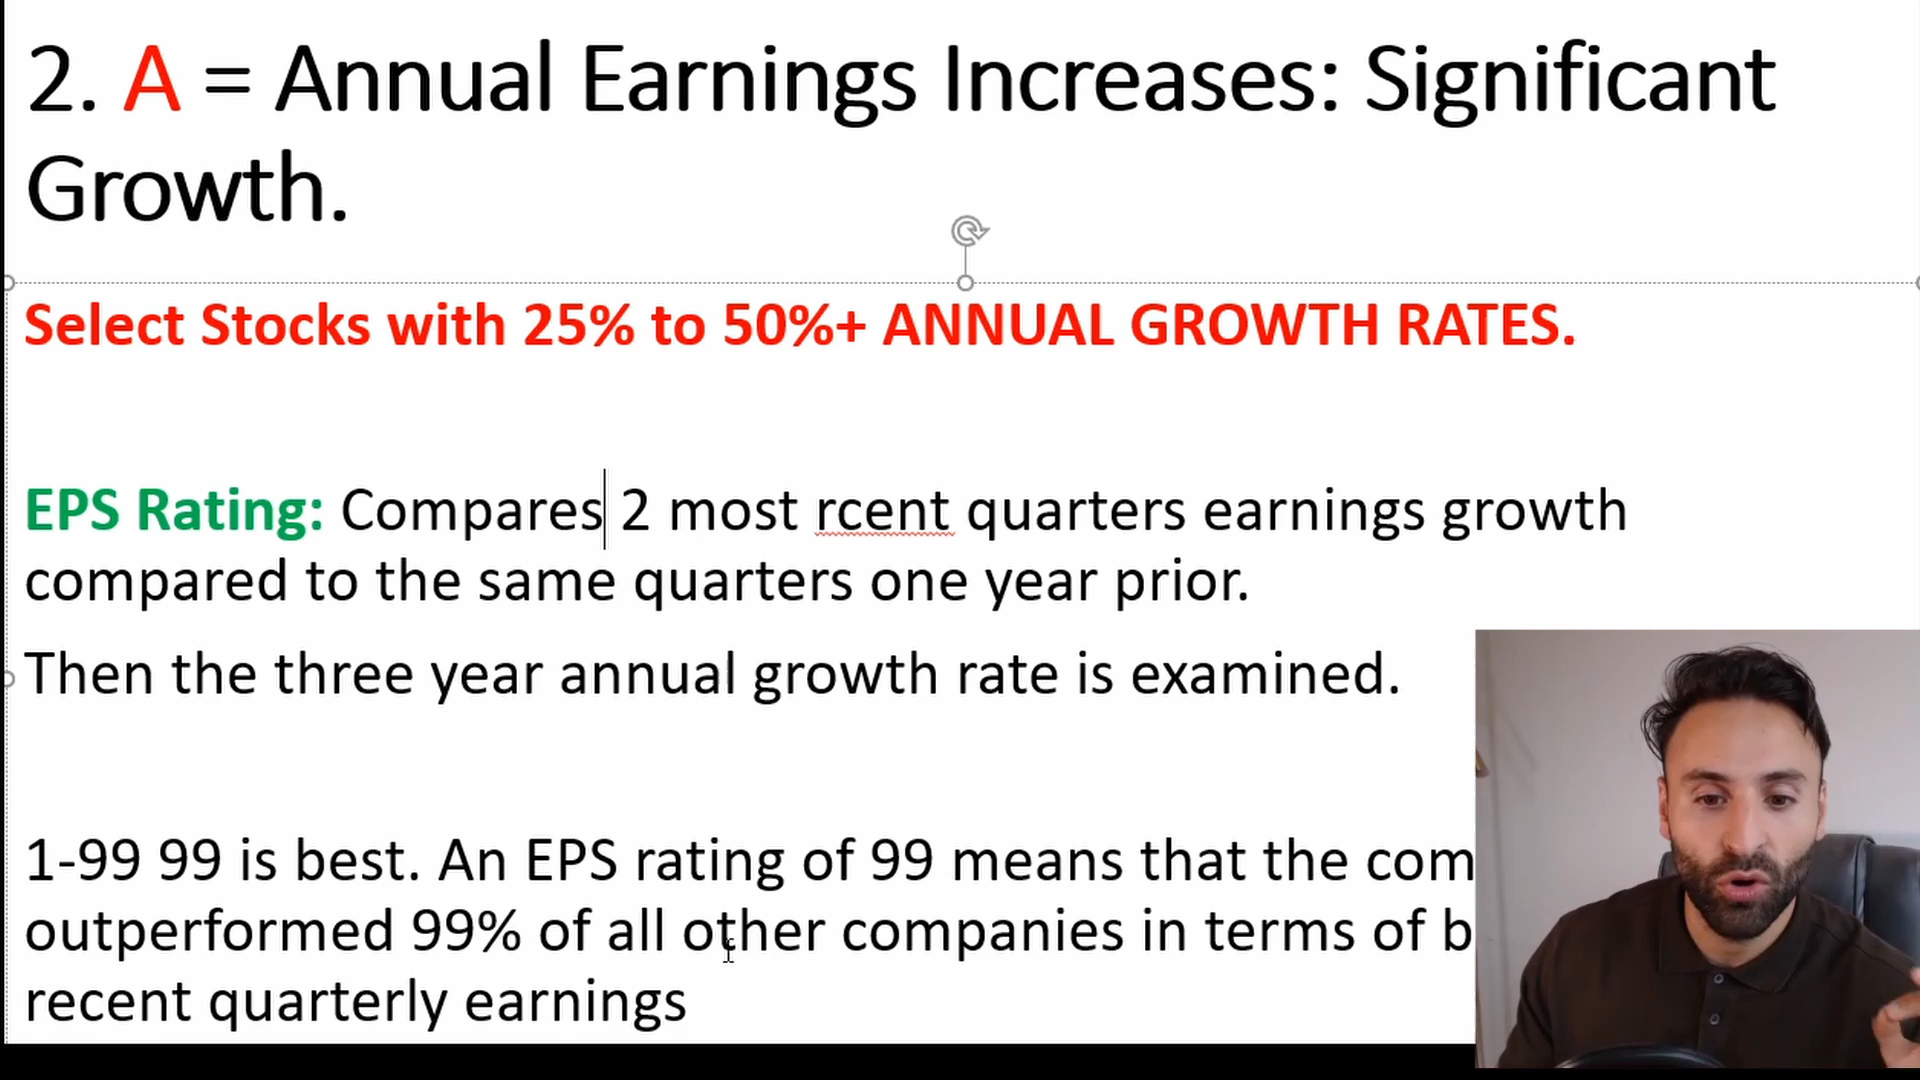 2. A = Annual Earnings Increases: Significant
Growth.
Select Stocks with 25% to 50%+ ANNUAL GROWTH RATES.
EPS Rating: Compares 2 most rcent quarters earnings growth
compared to the same quarters one year prior.
Then the three year annual growth rate is examined.
1-99 99 is best. An EPS rating of 99 means that the com
outperformed 99% of all other companies in terms of b
recent quarterly earnings